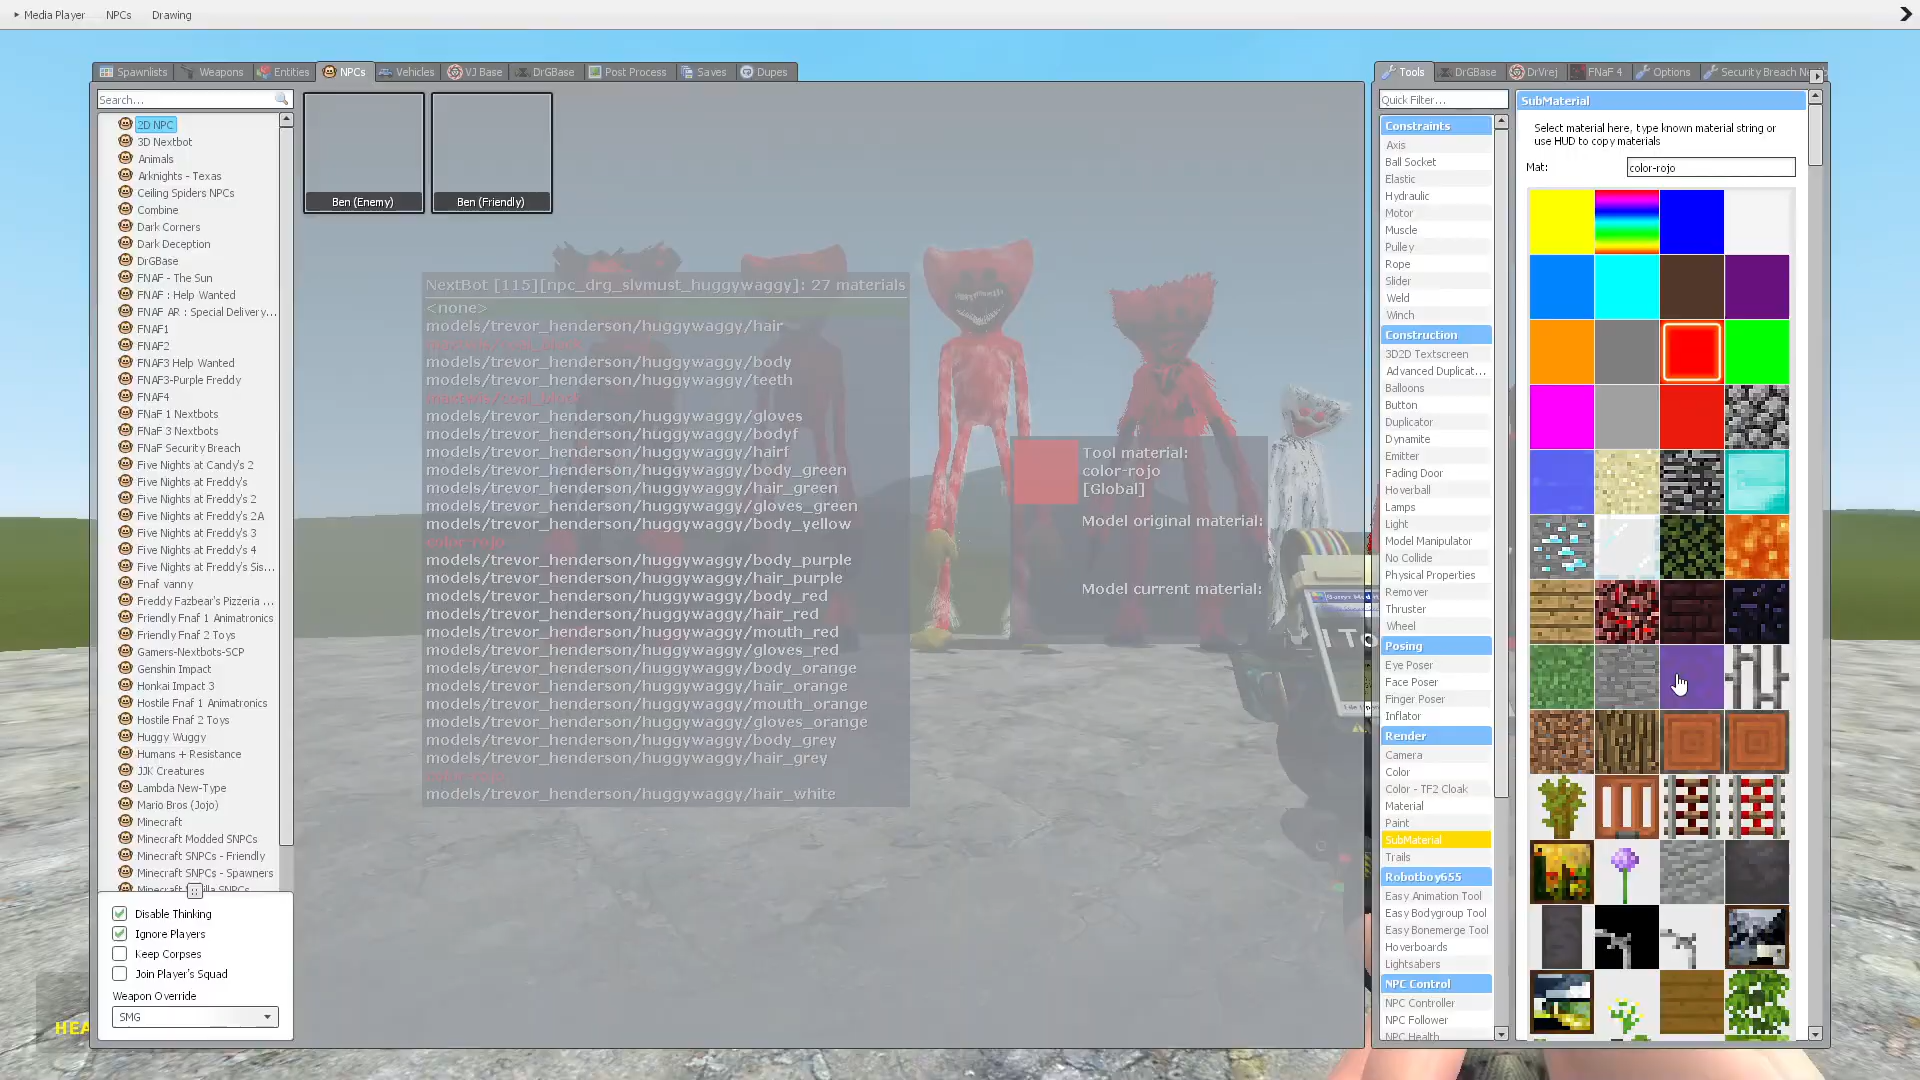 Media Player NPCs Drawing
Spawnlists Weapons Entities NPCs Vehicles VJ Base DrGBase Post Process Saves Dupes
Search...
2D NPC
3D Nextbot
Animals
Arknights - Texas
Ceiling Spiders NPCs
Combine
Dark Corners
Dark Deception
DrGBase
FNAF - The Sun
FNAF : Help Wanted
FNAF AR : Special Delivery...
FNAF1
FNAF2
FNAF3 Help Wanted
FNAF3-Purple Freddy
FNAF4
FNaF 1 Nextbots
FNaF 3 Nextbots
FNaF Security Breach
Five Nights at Candy's 2
Five Nights at Freddy's
Five Nights at Freddy's 2
Five Nights at Freddy's 2A
Five Nights at Freddy's 3
Five Nights at Freddy's 4
Five Nights at Freddy's Sis...
Fnaf vanny
Freddy Fazbear's Pizzeria ...
Friendly Fnaf 1 Animatronics
Friendly Fnaf 2 Toys
Gamers-Nextbots-SCP
Genshin Impact
Honkai Impact 3
Hostile Fnaf 1 Animatronics
Hostile Fnaf 2 Toys
Huggy Wuggy
Humans + Resistance
JJK Creatures
Lambda New-Type
Mario Bros (Jojo)
Minecraft
Minecraft Modded SNPCs
Minecraft SNPCs - Friendly
Minecraft SNPCs - Spawners
Disable Thinking
Ignore Players
Keep Corpses
Join Player's Squad
Weapon Override
SMG
Ben (Enemy) Ben (Friendly)
NextBot [115][npc_drg_slvmust_huggywaggy]: 27 materials
<none>
models/trevor_henderson/huggywaggy/hair
models/trevor_henderson/huggywaggy/body
models/trevor_henderson/huggywaggy/teeth
models/trevor_henderson/huggywaggy/gloves
models/trevor_henderson/huggywaggy/bodyf
models/trevor_henderson/huggywaggy/hairf
models/trevor_henderson/huggywaggy/body_green
models/trevor_henderson/huggywaggy/hair_green
models/trevor_henderson/huggywaggy/gloves_green
models/trevor_henderson/huggywaggy/body_yellow
color-rojo
models/trevor_henderson/huggywaggy/body_purple
models/trevor_henderson/huggywaggy/hair_purple
models/trevor_henderson/huggywaggy/body_red
models/trevor_henderson/huggywaggy/hair_red
models/trevor_henderson/huggywaggy/mouth_red
models/trevor_henderson/huggywaggy/gloves_red
models/trevor_henderson/huggywaggy/body_orange
models/trevor_henderson/huggywaggy/hair_orange
models/trevor_henderson/huggywaggy/mouth_orange
models/trevor_henderson/huggywaggy/gloves_orange
models/trevor_henderson/huggywaggy/body_grey
models/trevor_henderson/huggywaggy/hair_grey
color-rojo
models/trevor_henderson/huggywaggy/hair_white
Tool material:
color-rojo
[Global]
Model original material:
Model current material:
Tools DrGBase DrVrej FNaF 4 Options Security Breach
Quick Filter...
Constraints
Axis
Ball Socket
Elastic
Hydraulic
Motor
Muscle
Pulley
Rope
Slider
Weld
Winch
Construction
3D2D Textscreen
Advanced Duplicat...
Balloons
Button
Duplicator
Dynamite
Emitter
Fading Door
Hoverball
Lamps
Light
Model Manipulator
No Collide
Physical Properties
Remover
Thruster
Wheel
Posing
Eye Poser
Face Poser
Finger Poser
Inflator
Render
Camera
Color
Color - TF2 Cloak
Material
Paint
SubMaterial
Trails
Robotboy655
Easy Animation Tool
Easy Bodygroup Tool
Easy Bonemerge Tool
Hoverboards
Lightsabers
NPC Control
NPC Controller
NPC Follower
NPC Health
SubMaterial
Select material here, type known material string or
use HUD to copy materials
Mat: color-rojo